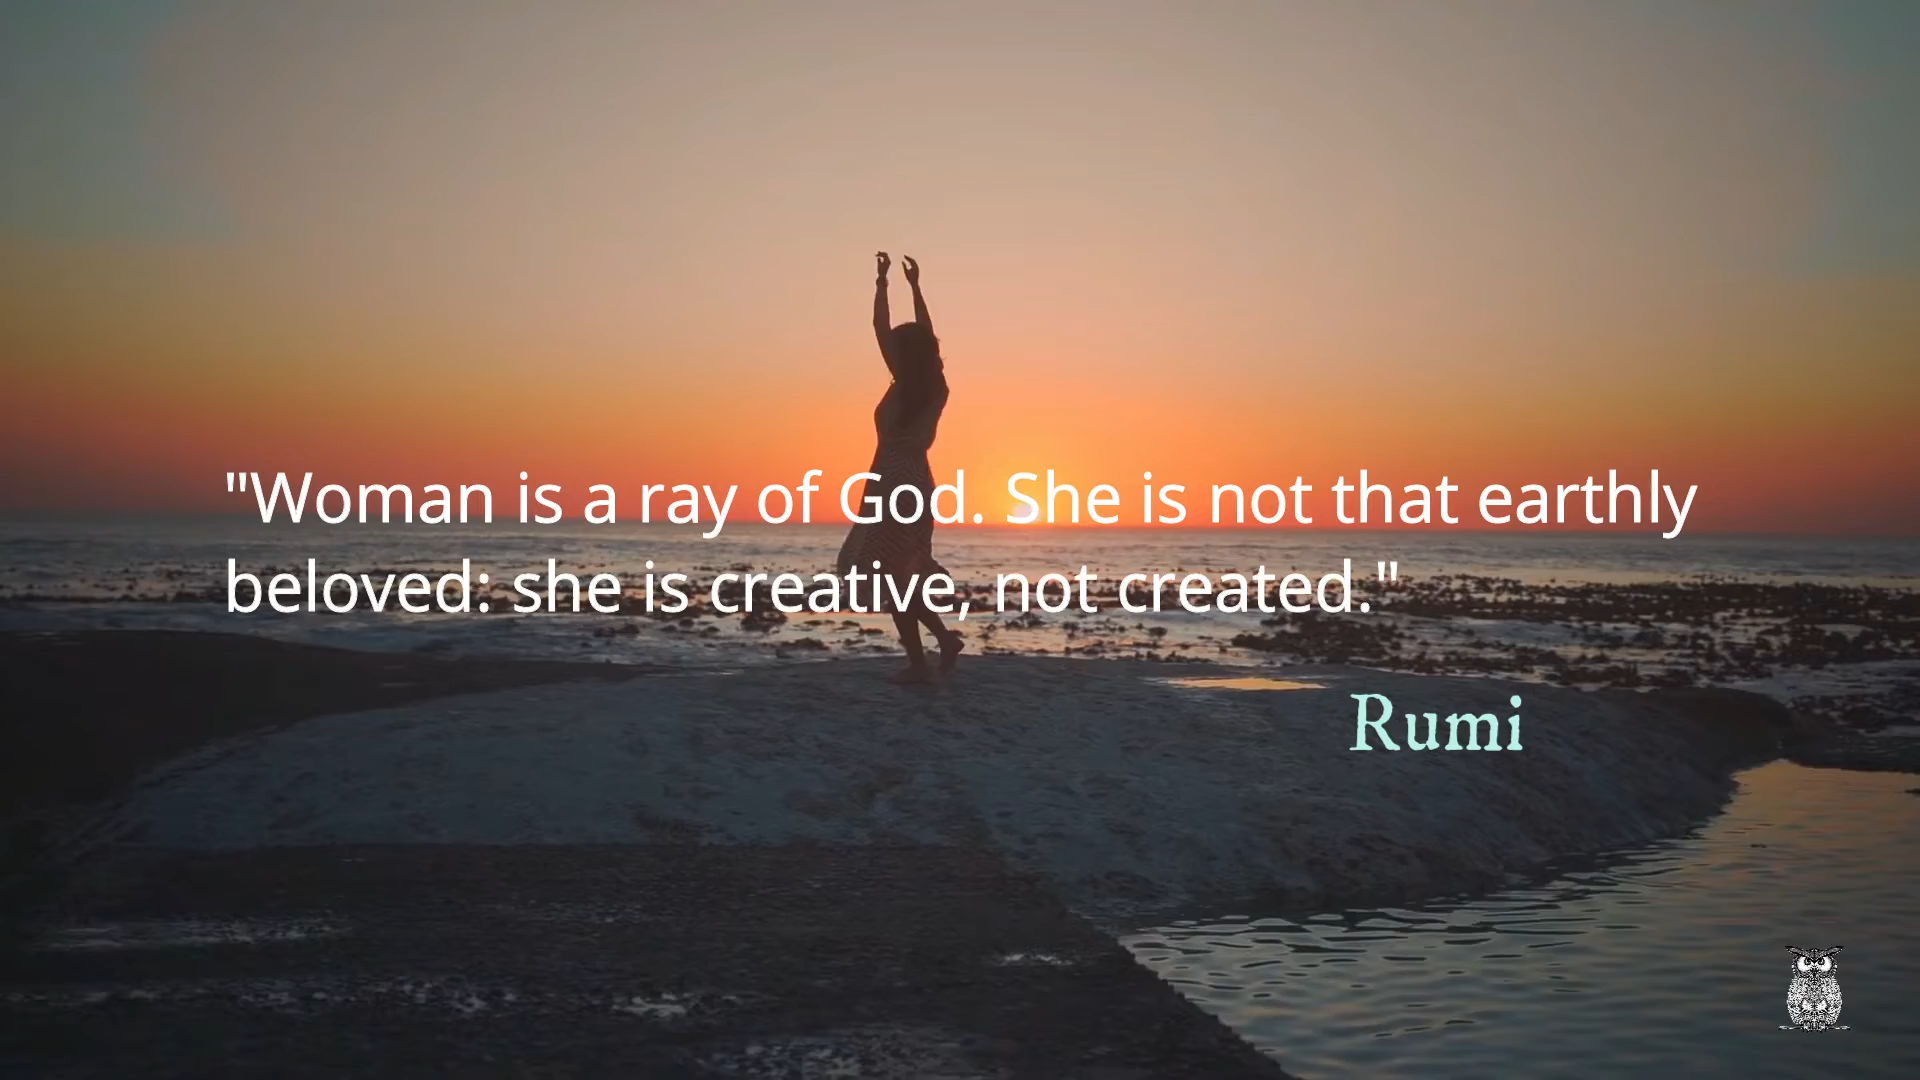 "Woman is a ray of God. She is not that earthly
beloved: she is creative, not created."
Rumi